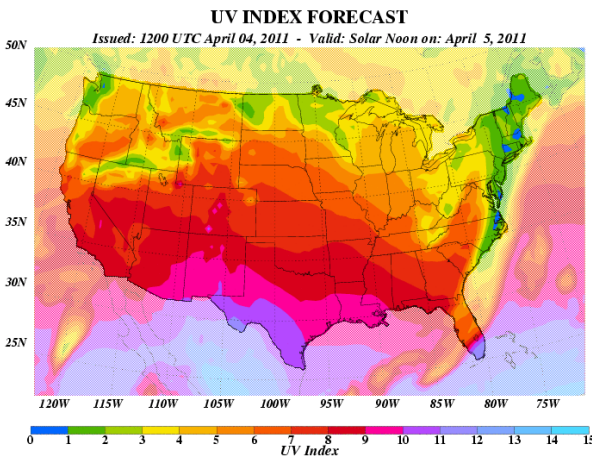 UV INDEX FORECAST
Issued: 1200 UTC April 04, 2011 - Valid: Solar Noon on: April 5, 2011
50N
45N
40N
35N
30N
25N
120W 115W 110W 105W 100W 95W 90W 85W 80W 75W
0 1 2 3 4 5 6 7 8 9 10 11 12 13 14 15
UV Index